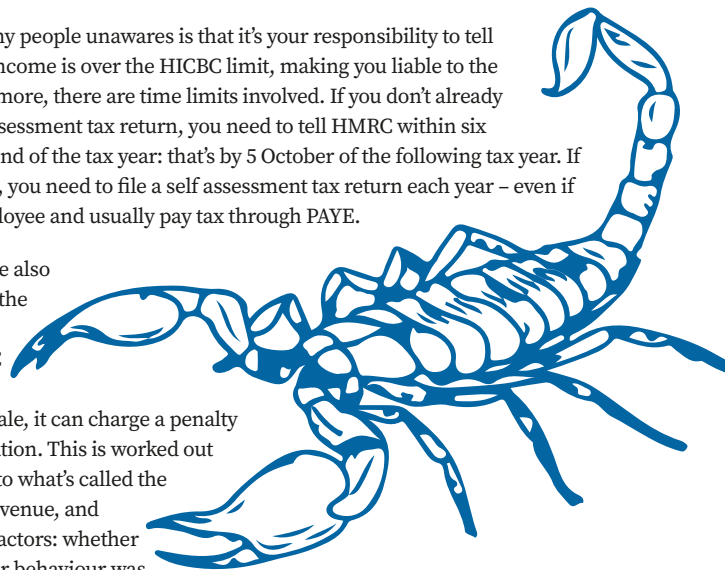 ny people unawares is that it’s your responsibility to tell
ncome is over the HICBC limit, making you liable to the
more, there are time limits involved. If you don’t already
ssessment tax return, you need to tell HMRC within six
nd of the tax year: that’s by 5 October of the following tax year. If
, you need to file a self assessment tax return each year – even if
loyee and usually pay tax through PAYE.
e also
the
ale, it can charge a penalty
tion. This is worked out
to what’s called the
venue, and
actors: whether
r behaviour was